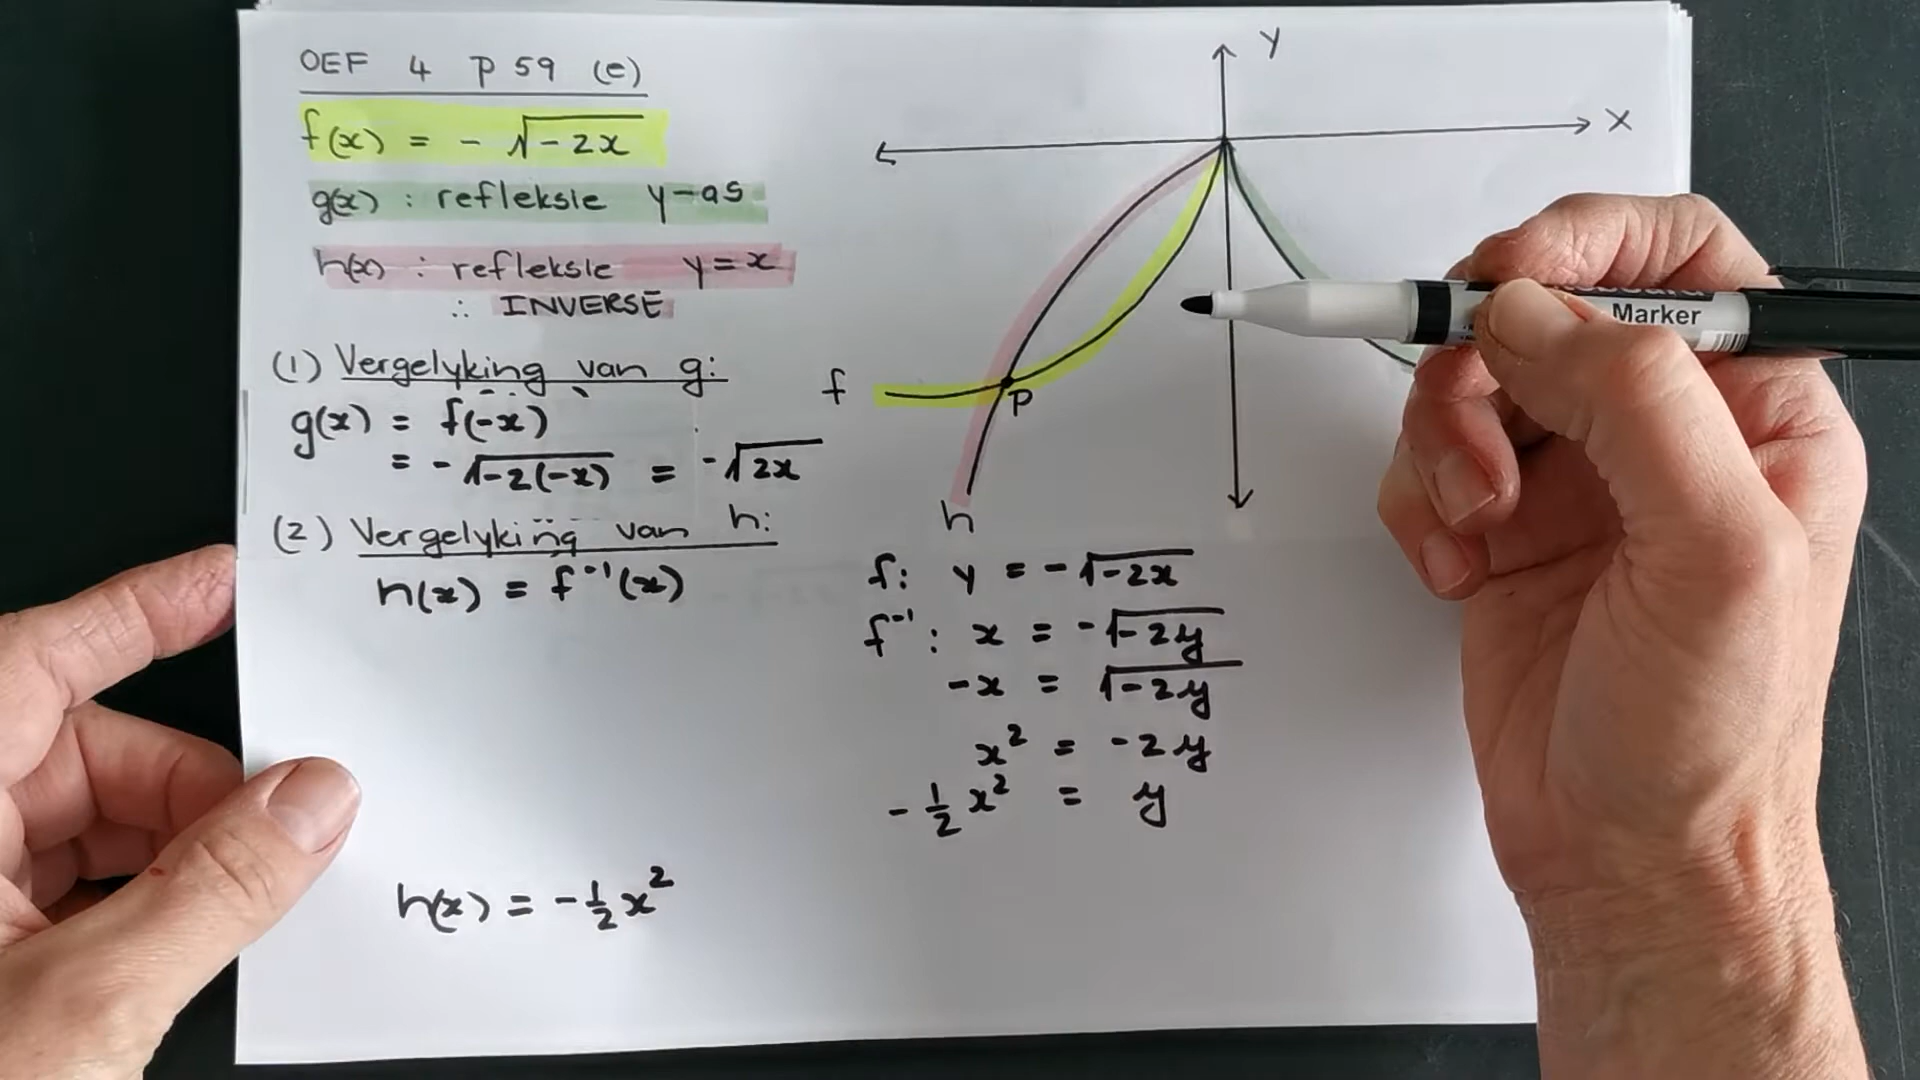 OEF 4 p 59 (e)
f(x) = - √-2x
g(x) : refleksie y-as
h(x) : refleksie y = x
∴ INVERSE
(1) Vergelyking van g:
g(x) = f(-x)
= - √-2(-x) = -√2x
(2) Vergelyking van h:
h(x) = f⁻¹(x)
h(x) = -½x²
y
x
f
P
h
f: y = -√-2x
f⁻¹: x = -√-2y
-x = √-2y
x² = -2y
-½x² = y
Marker